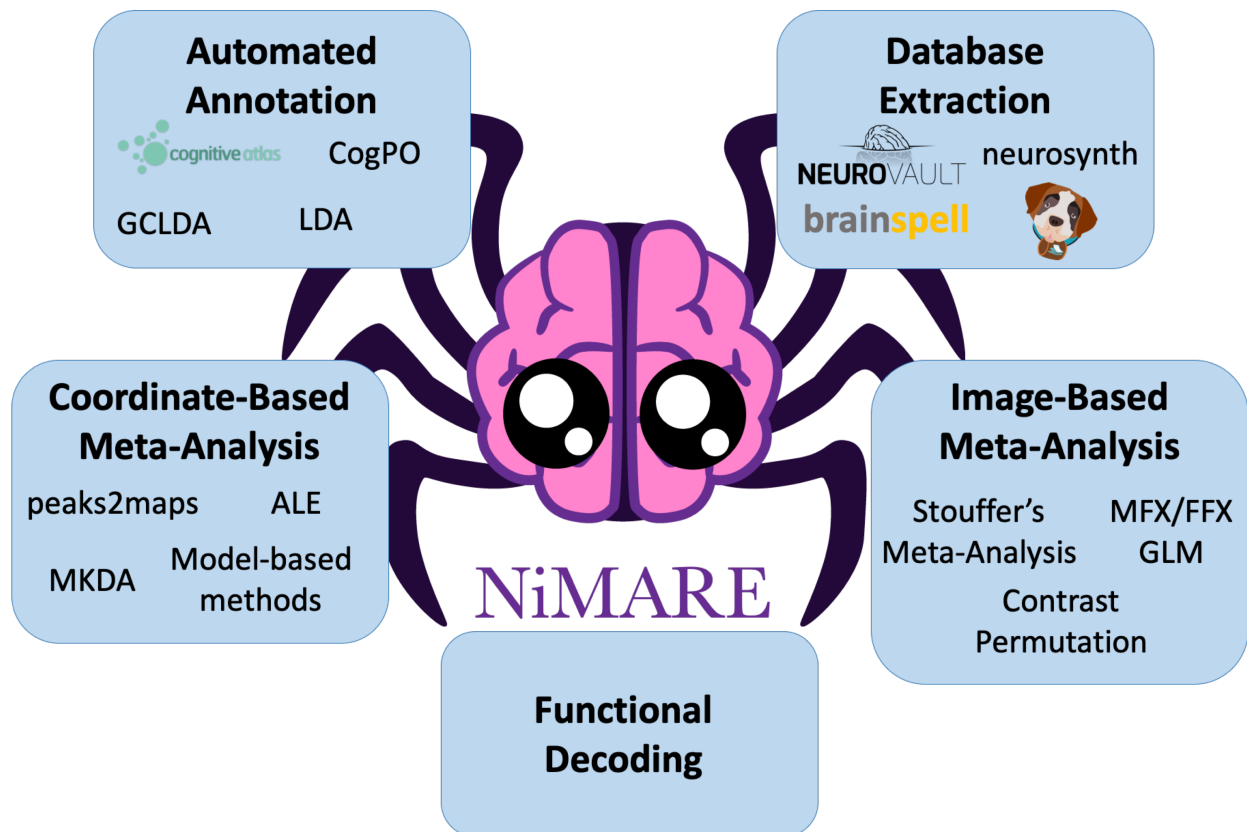 Automated
Annotation
cognitive atlas
CogPO
GCLDA
LDA
Database
Extraction
NEUROVAULT
neurosynth
brainspell
Coordinate-Based
Meta-Analysis
peaks2maps
ALE
MKDA
Model-based
methods
Image-Based
Meta-Analysis
Stouffer’s
Meta-Analysis
MFX/FFX
GLM
Contrast
Permutation
NiMARE
Functional
Decoding